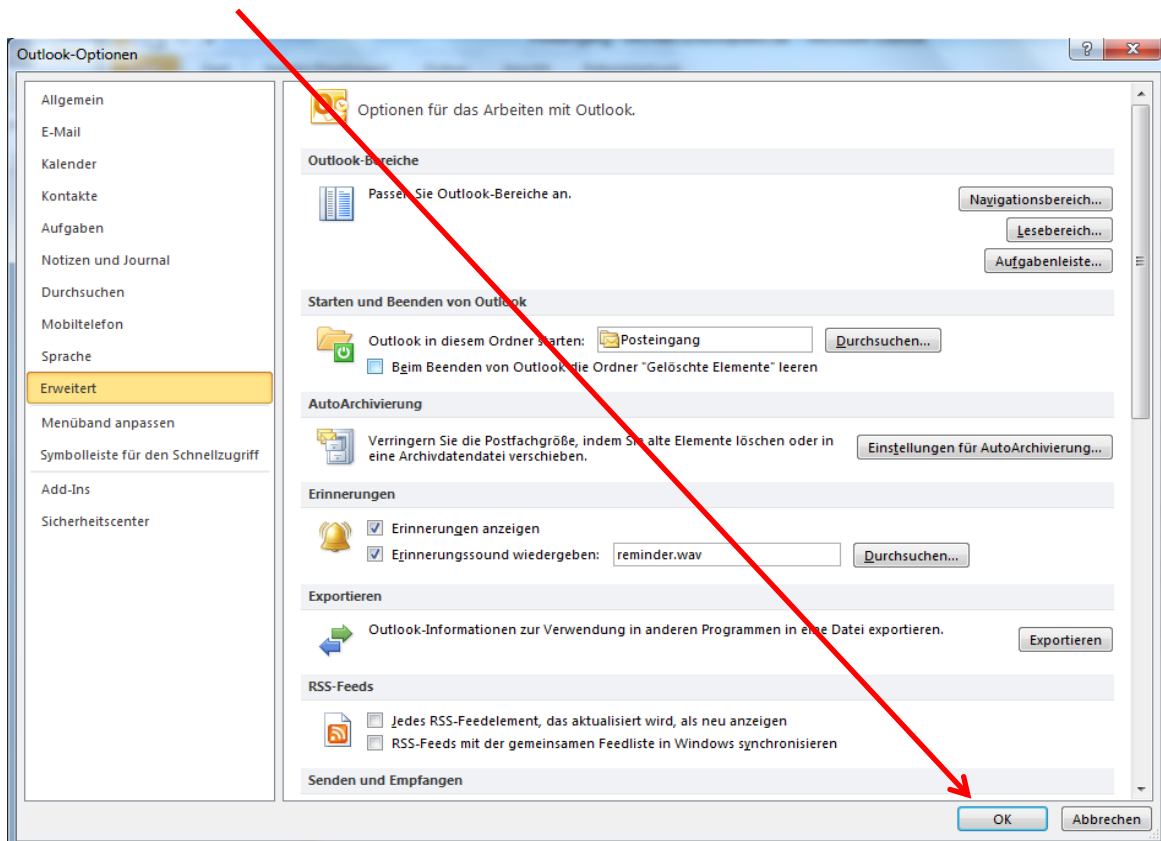 Outlook-Optionen
Allgemein
E-Mail
Kalender
Kontakte
Aufgaben
Notizen und Journal
Durchsuchen
Mobiltelefon
Sprache
Erweitert
Menüband anpassen
Symbolleiste für den Schnellzugriff
Add-Ins
Sicherheitscenter
Optionen für das Arbeiten mit Outlook.
Outlook-Bereiche
Passen Sie Outlook-Bereiche an.
Navigationsbereich...
Lesebereich...
Aufgabenleiste...
Starten und Beenden von Outlook
Outlook in diesem Ordner starten: Posteingang Durchsuchen...
Beim Beenden von Outlook die Ordner "Gelöschte Elemente" leeren
AutoArchivierung
Verringern Sie die Postfachgröße, indem Sie alte Elemente löschen oder in
eine Archivdatendatei verschieben.
Einstellungen für AutoArchivierung...
Erinnerungen
Erinnerungen anzeigen
Erinnerungssound wiedergeben: reminder.wav Durchsuchen...
Exportieren
Outlook-Informationen zur Verwendung in anderen Programmen in eine Datei exportieren.
Exportieren
RSS-Feeds
Jedes RSS-Feedelement, das aktualisiert wird, als neu anzeigen
RSS-Feeds mit der gemeinsamen Feedliste in Windows synchronisieren
Senden und Empfangen
OK Abbrechen